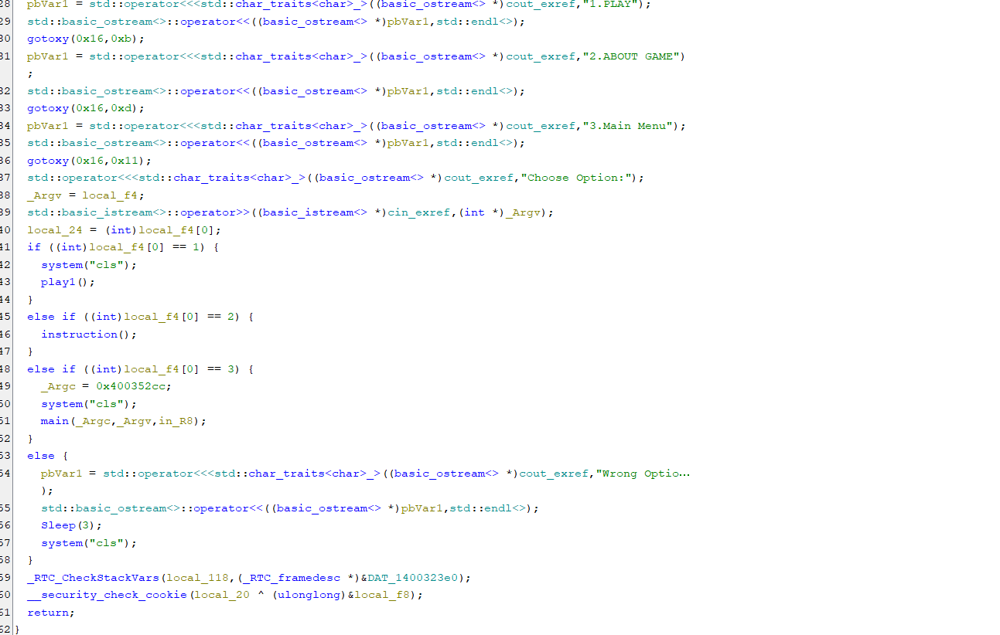 28 pbVar1 = std::operator<<<std::char_traits<char>_>((basic_ostream<> *)cout_exref,"1.PLAY");
29 std::basic_ostream<>::operator<<((basic_ostream<> *)pbVar1,std::endl<>);
30 gotoxy(0x16,0xb);
31 pbVar1 = std::operator<<<std::char_traits<char>_>((basic_ostream<> *)cout_exref,"2.ABOUT GAME")
;
32 std::basic_ostream<>::operator<<((basic_ostream<> *)pbVar1,std::endl<>);
33 gotoxy(0x16,0xd);
34 pbVar1 = std::operator<<<std::char_traits<char>_>((basic_ostream<> *)cout_exref,"3.Main Menu");
35 std::basic_ostream<>::operator<<((basic_ostream<> *)pbVar1,std::endl<>);
36 gotoxy(0x16,0x11);
37 std::operator<<<std::char_traits<char>_>((basic_ostream<> *)cout_exref,"Choose Option:");
38 _Argv = local_f4;
39 std::basic_istream<>::operator>>((basic_istream<> *)cin_exref,(int *)_Argv);
40 local_24 = (int)local_f4[0];
41 if ((int)local_f4[0] == 1) {
42 system("cls");
43 play1();
44 }
45 else if ((int)local_f4[0] == 2) {
46 instruction();
47 }
48 else if ((int)local_f4[0] == 3) {
49 _Argc = 0x400352cc;
50 system("cls");
51 main(_Argc,_Argv,in_R8);
52 }
53 else {
54 pbVar1 = std::operator<<<std::char_traits<char>_>((basic_ostream<> *)cout_exref,"Wrong Optio...
);
55 std::basic_ostream<>::operator<<((basic_ostream<> *)pbVar1,std::endl<>);
56 Sleep(3);
57 system("cls");
58 }
59 _RTC_CheckStackVars(local_118,(_RTC_framedesc *)&DAT_1400323e0);
60 __security_check_cookie(local_20 ^ (ulonglong)&local_f8);
61 return;
62 }